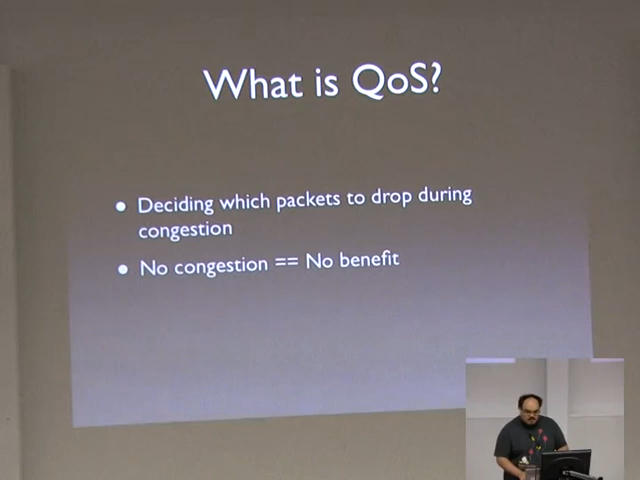 What is QoS?
• Deciding which packets to drop during
congestion
• No congestion == No benefit